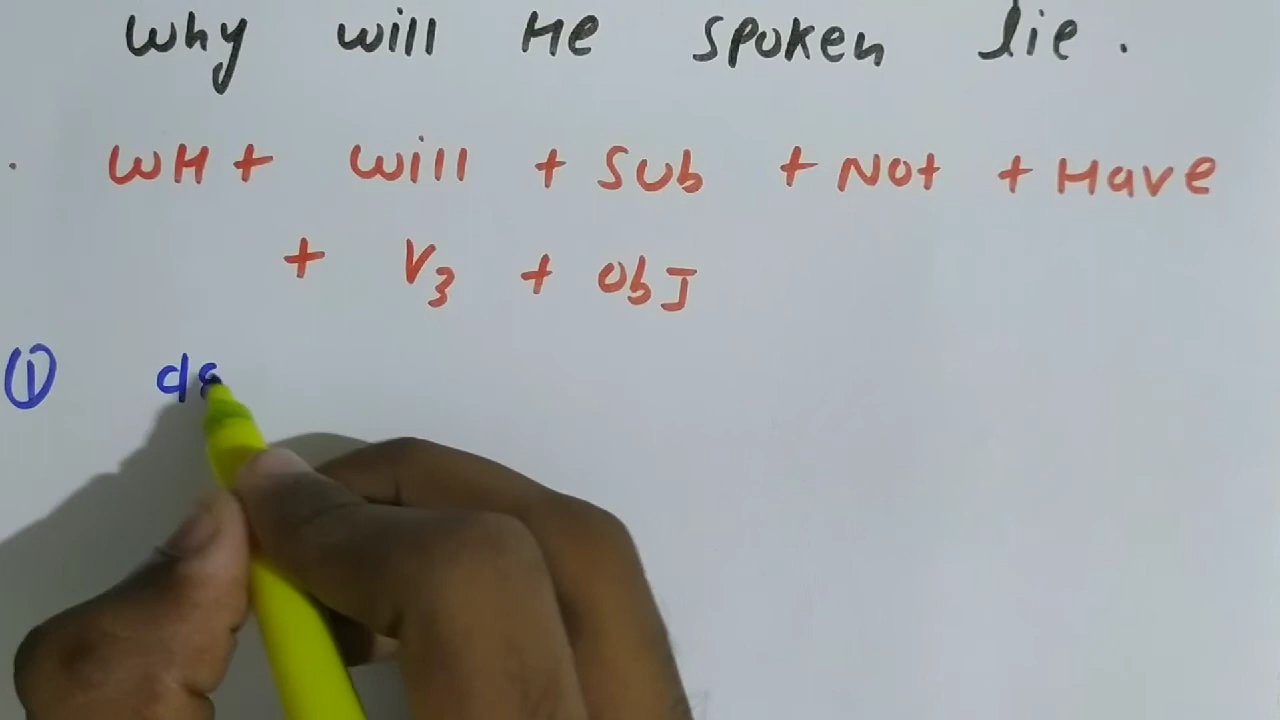 Why will He spoken lie.
WH + will + Sub + Not + Have
+ V3 + obJ
①